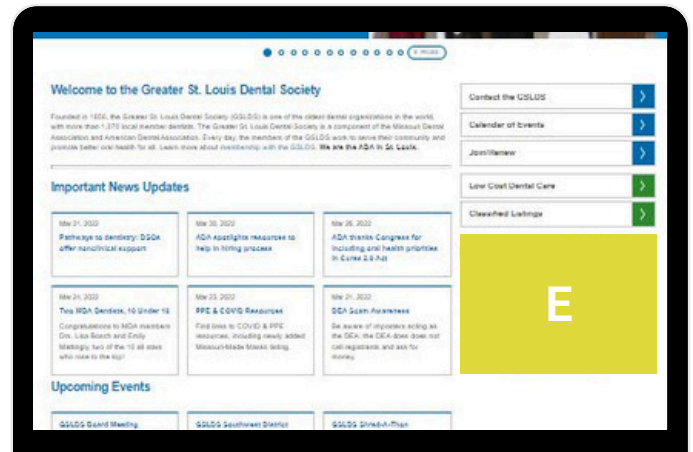 Welcome to the Greater St. Louis Dental Society
Founded in 1856, the Greater St. Louis Dental Society (GSLDS) is one of the oldest dental organizations in the world,
with more than 1,070 local member dentists. The Greater St. Louis Dental Society is a component of the Missouri Dental
Association and American Dental Association. Every day, the members of the GSLDS work to serve their community and
promote better oral health for all. Learn more about membership with the GSLDS. We are the ADA in St. Louis.
Important News Updates
Mar 31, 2022
Pathways to dentistry: DSOs
offer nonclinical support
Mar 30, 2022
ADA spotlights resources to
help in hiring process
Mar 25, 2022
ADA thanks Congress for
including oral health priorities
in Cures 2.0 Act
Mar 24, 2022
Two MDA Dentists, 10 Under 10
Congratulations to MDA members
Drs. Lisa Bosch and Emily
Mattingly, two of the 10 all stars
who rose to the top!
Mar 23, 2022
PPE & COVID Resources
Find links to COVID & PPE
resources, including newly added
Missouri-Made Masks listing.
Mar 21, 2022
DEA Scam Awareness
Be aware of imposters acting as
the DEA; the DEA does does not
call registrants and ask for
money.
Upcoming Events
GSLDS Board Meeting
GSLDS Southwest District
GSLDS Shred-A-Thon
Contact the GSLDS
Calendar of Events
Join/Renew
Low Cost Dental Care
Classified Listings
E